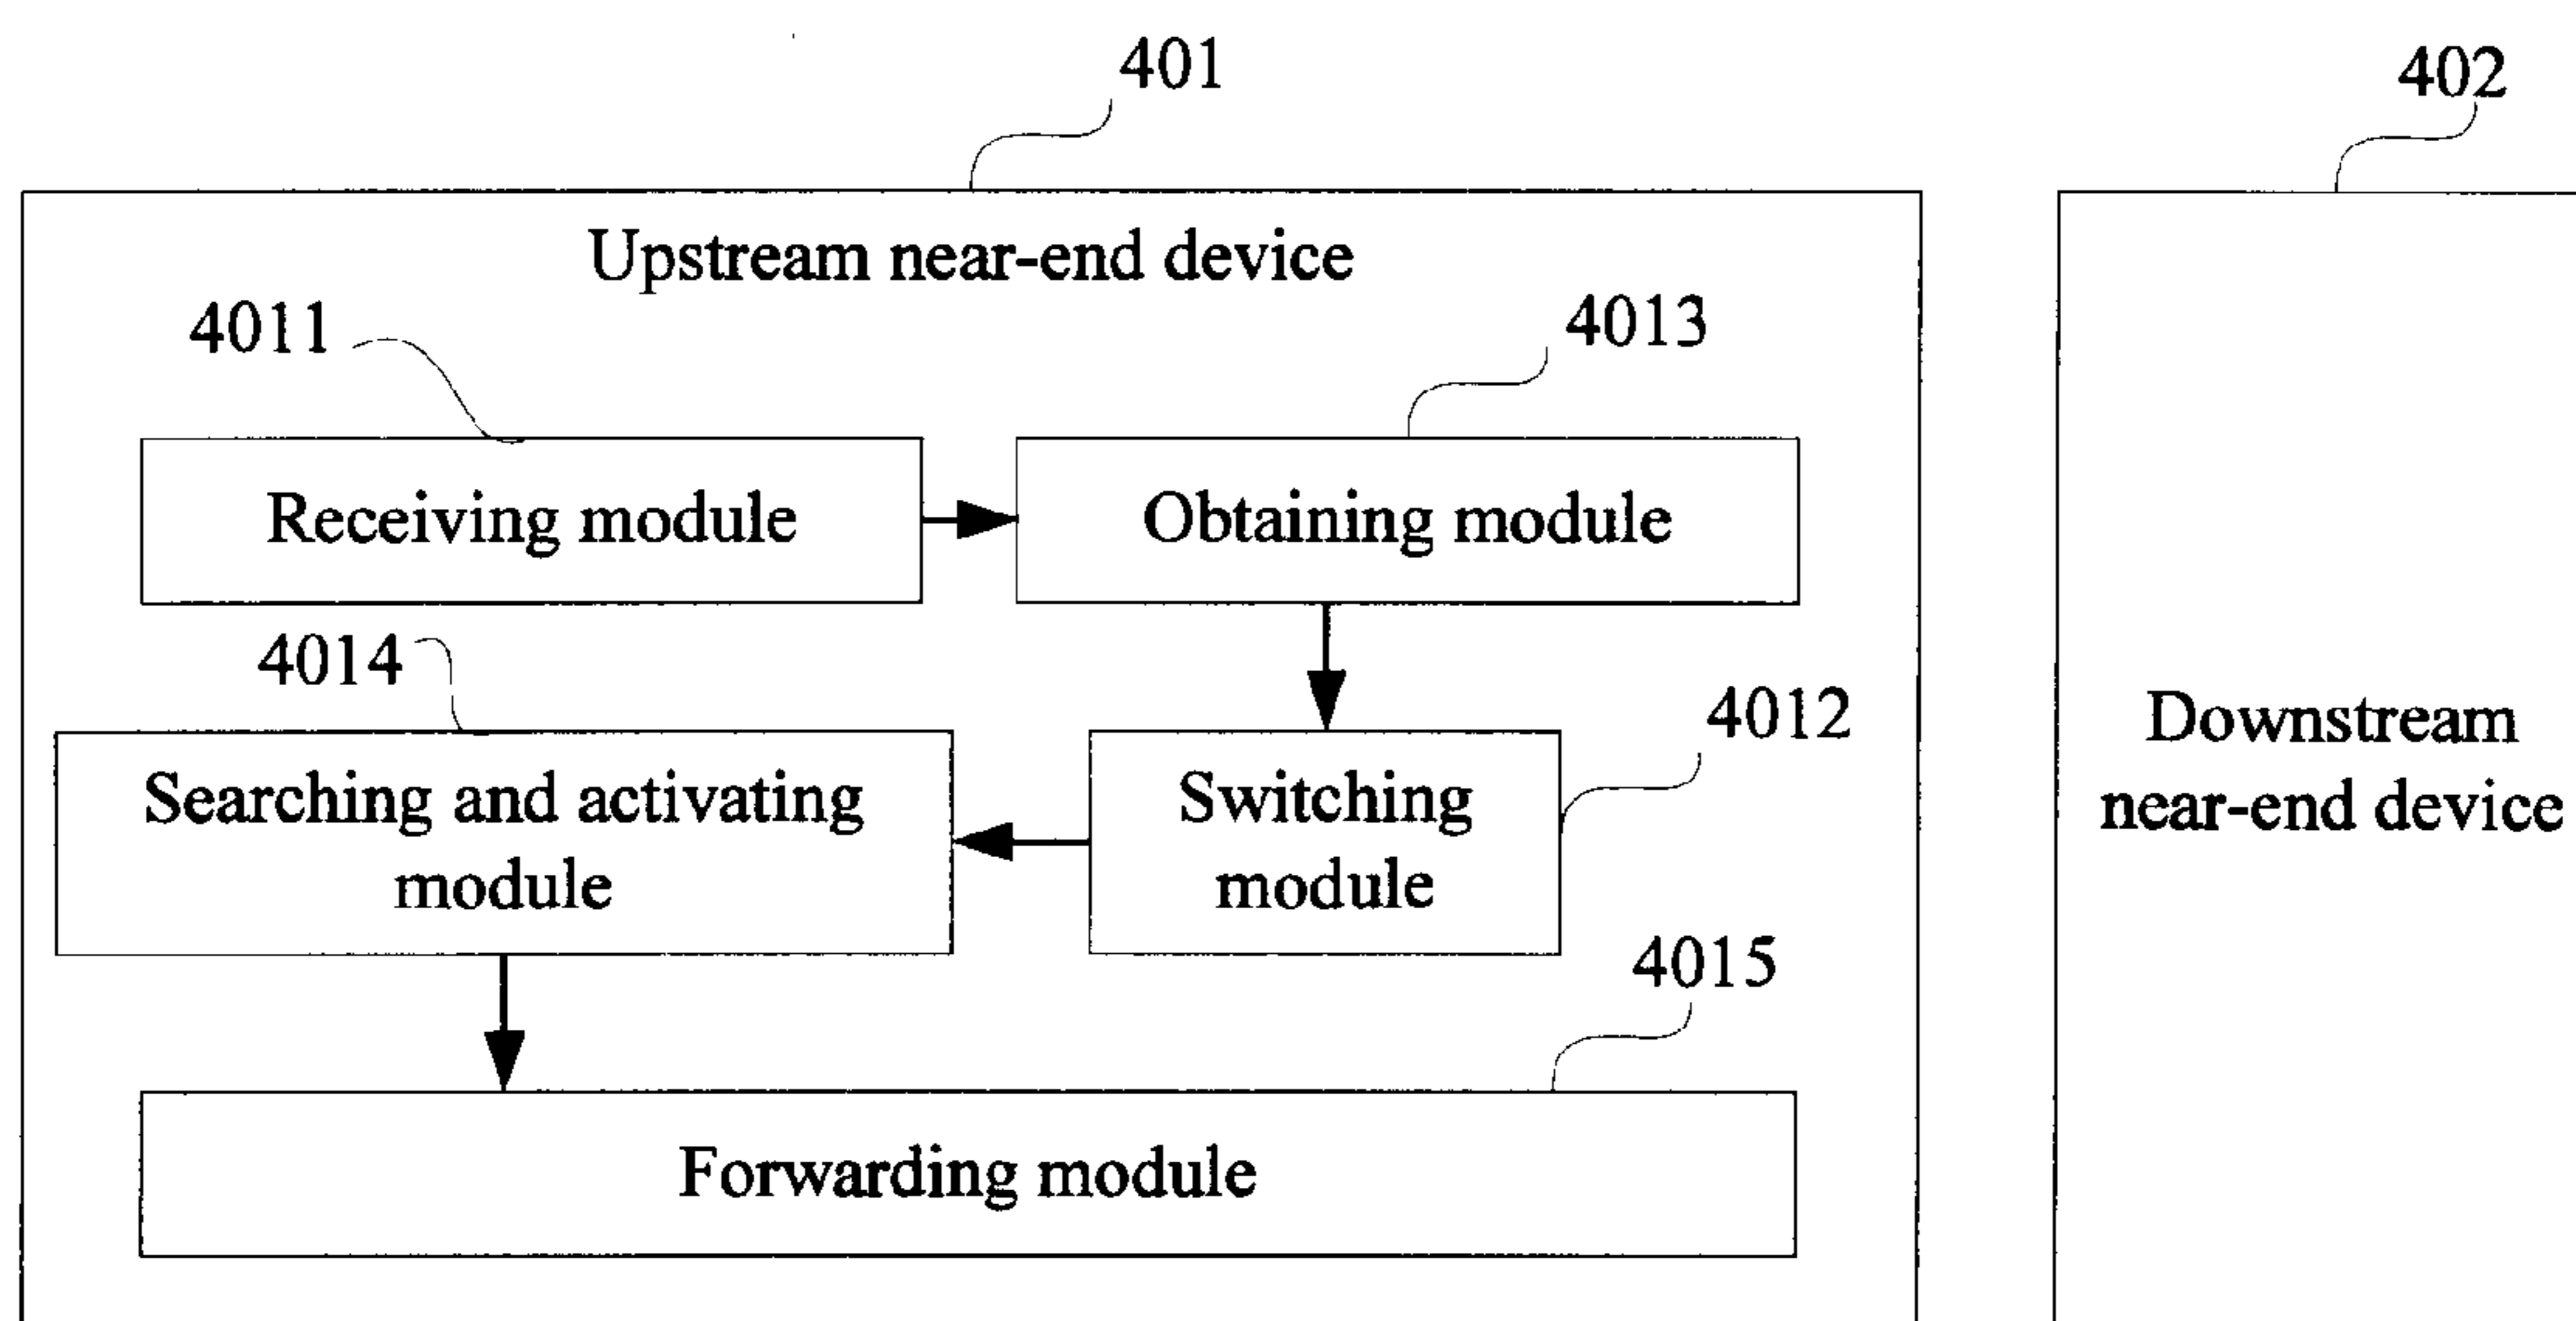 401
402
Upstream near-end device
4011
4013
Receiving module
Obtaining module
4014
4012
Searching and activating
module
Switching
module
Downstream
near-end device
4015
Forwarding module